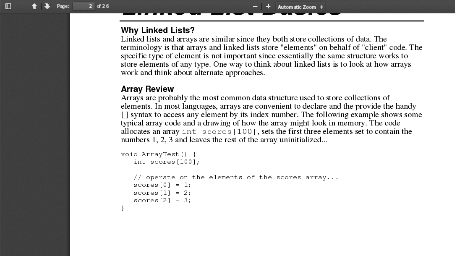 Page: 2 of 26 Automatic Zoom
Linked List Basics
Why Linked Lists?
Linked lists and arrays are similar since they both store collections of data. The
terminology is that arrays and linked lists store "elements" on behalf of "client" code. The
specific type of element is not important since essentially the same structure works to
store elements of any type. One way to think about linked lists is to look at how arrays
work and think about alternate approaches.
Array Review
Arrays are probably the most common data structure used to store collections of
elements. In most languages, arrays are convenient to declare and the provide the handy
[ ] syntax to access any element by its index number. The following example shows some
typical array code and a drawing of how the array might look in memory. The code
allocates an array int scores[100], sets the first three elements set to contain the
numbers 1, 2, 3 and leaves the rest of the array uninitialized...
void ArrayTest() {
int scores[100];
// operate on the elements of the scores array...
scores[0] = 1;
scores[1] = 2;
scores[2] = 3;
}